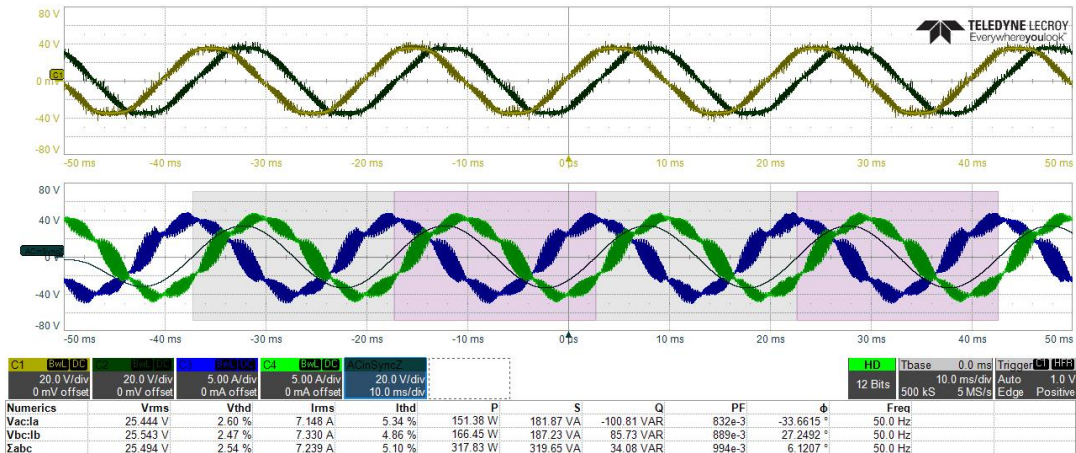 80 V
TELEDYNE LECROY
Everywhereyoulook™
40 V
C1
0 mV
-40 V
-80 V
-50 ms -40 ms -30 ms -20 ms -10 ms 0 µs 10 ms 20 ms 30 ms 40 ms 50 ms
80 V
40 V
ACinSyncZ
-40 V
-80 V
-50 ms -40 ms -30 ms -20 ms -10 ms 0 µs 10 ms 20 ms 30 ms 40 ms 50 ms
C1 BwL DC C2 BwL DC BwL DC C4 BwL DC ACinSyncZ HD Tbase 0.0 ms Trigger C1 HFR
20.0 V/div 20.0 V/div 5.00 A/div 5.00 A/div 20.0 V/div 12 Bits 10.0 ms/div Auto 1.0 V
0 mV offset 0 mV offset 0 mA offset 0 mA offset 10.0 ms/div 500 kS 5 MS/s Edge Positive
Numerics Vrms Vthd Irms Ithd P S Q PF ϕ Freq
Vac:Ia 25.444 V 2.60 % 7.148 A 5.34 % 151.38 W 181.87 VA -100.81 VAR 832e-3 -33.6615 ° 50.0 Hz
Vbc:Ib 25.543 V 2.47 % 7.330 A 4.86 % 166.45 W 187.23 VA 85.73 VAR 889e-3 27.2492 ° 50.0 Hz
Σabc 25.494 V 2.54 % 7.239 A 5.10 % 317.83 W 319.65 VA 34.08 VAR 994e-3 6.1207 ° 50.0 Hz